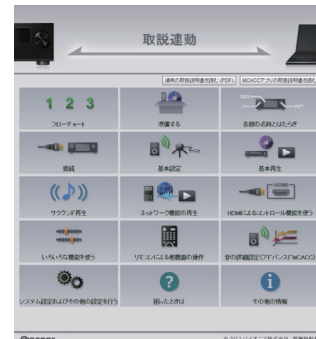 取説連動
通常の取扱説明書を読む(PDF)
MCACCアプリの取扱説明書を読む
1 2 3
フローチャート
準備する
各部の名称とはたらき
接続
基本設定
基本再生
サラウンド再生
ネットワーク機能の再生
HDMI
HDMIによるコントロール機能を使う
いろいろな機能を使う
リモコンによる他機器の操作
音の詳細設定(アドバンスドMCACC)
システム設定およびその他の設定を行う
?
困ったときは
i
その他の情報